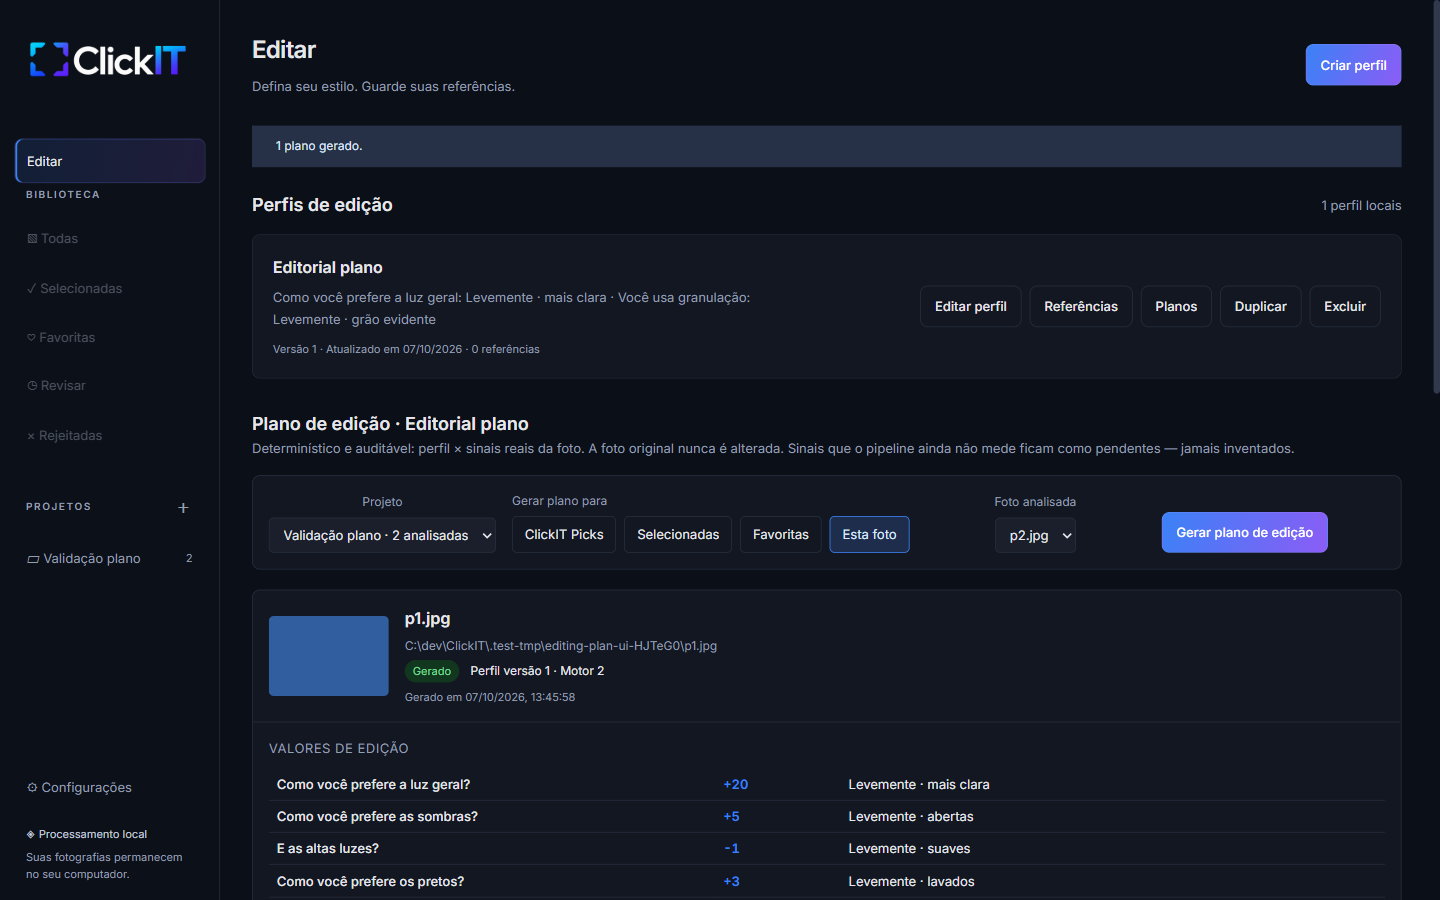 ClickIT
Editar
BIBLIOTECA
Todas
Selecionadas
Favoritas
Revisar
Rejeitadas
PROJETOS +
Validação plano 2
Configurações
Processamento local
Suas fotografias permanecem
no seu computador.
Editar
Defina seu estilo. Guarde suas referências.
Criar perfil
1 plano gerado.
Perfis de edição
1 perfil locais
Editorial plano
Como você prefere a luz geral: Levemente · mais clara · Você usa granulação:
Levemente · grão evidente
Versão 1 · Atualizado em 07/10/2026 · 0 referências
Editar perfil Referências Planos Duplicar Excluir
Plano de edição · Editorial plano
Determinístico e auditável: perfil × sinais reais da foto. A foto original nunca é alterada. Sinais que o pipeline ainda não mede ficam como pendentes — jamais inventados.
Projeto
Validação plano · 2 analisadas
Gerar plano para
ClickIT Picks Selecionadas Favoritas Esta foto
Foto analisada
p2.jpg
Gerar plano de edição
p1.jpg
C:\dev\ClickIT\.test-tmp\editing-plan-ui-HJTeG0\p1.jpg
Gerado Perfil versão 1 · Motor 2
Gerado em 07/10/2026, 13:45:58
VALORES DE EDIÇÃO
Como você prefere a luz geral? +20 Levemente · mais clara
Como você prefere as sombras? +5 Levemente · abertas
E as altas luzes? -1 Levemente · suaves
Como você prefere os pretos? +3 Levemente · lavados